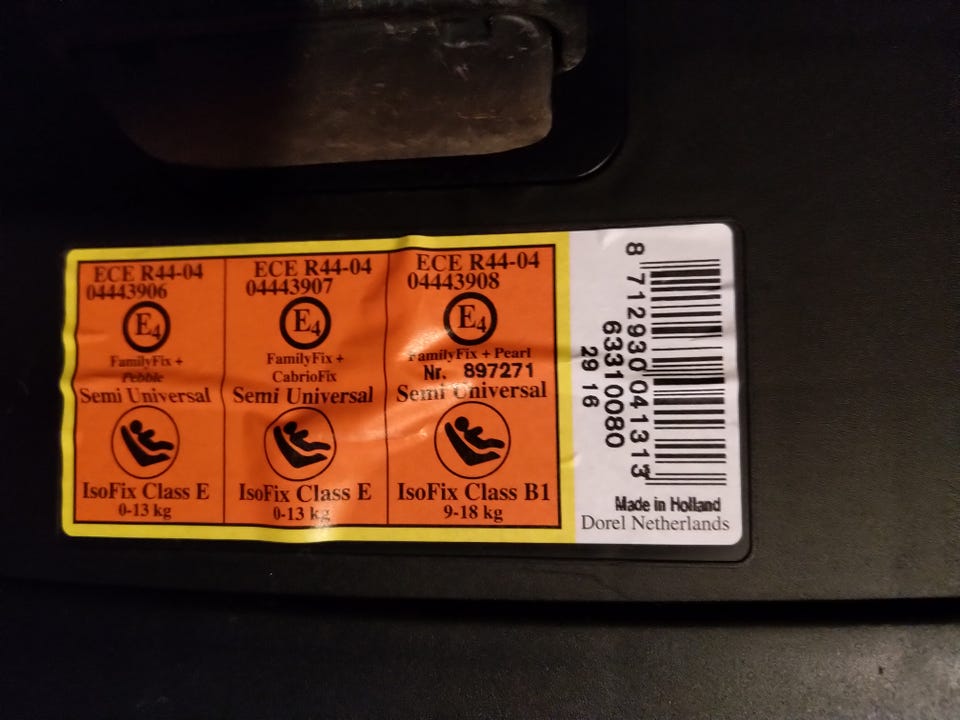 ECE R44-04
04443906
E4
FamilyFix +
Pebble
Semi Universal
IsoFix Class E
0-13 kg
ECE R44-04
04443907
E4
FamilyFix +
CabrioFix
Semi Universal
IsoFix Class E
0-13 kg
ECE R44-04
04443908
E4
FamilyFix + Pearl
Nr. 897271
Semi Universal
IsoFix Class B1
9-18 kg
8 712930 041313
63310080
29 16
Made in Holland
Dorel Netherlands